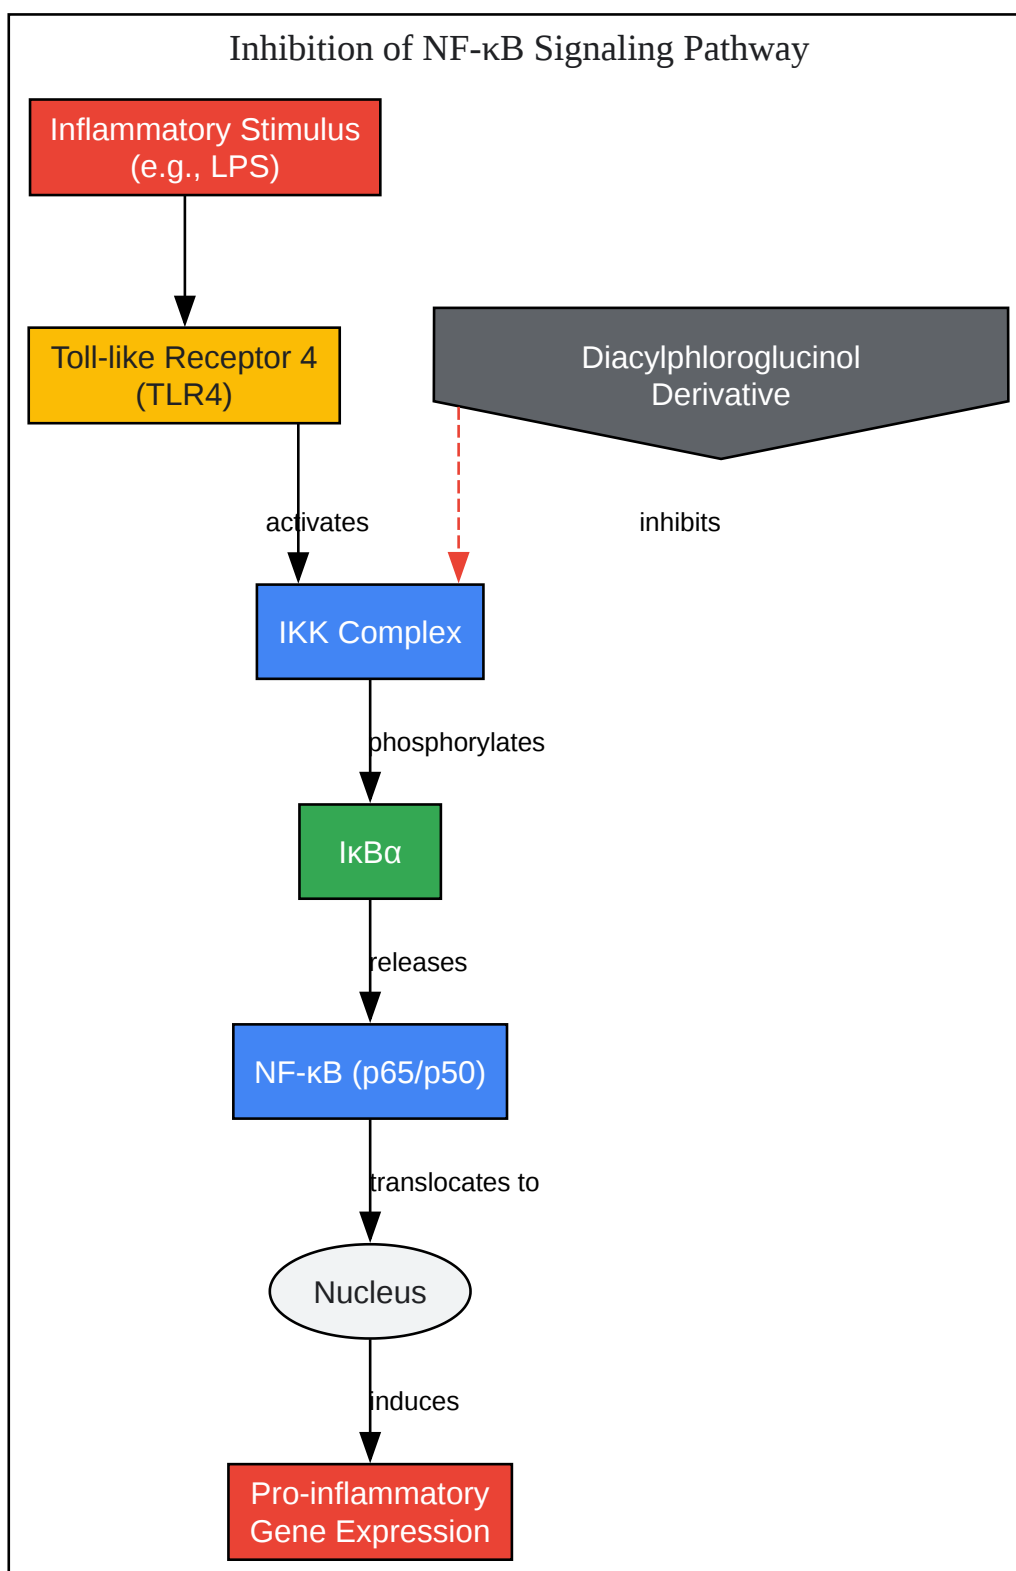 Inhibition of NF-κB Signaling Pathway
Inflammatory Stimulus
(e.g., LPS)
Toll-like Receptor 4
(TLR4)
Diacylphloroglucinol
Derivative
activates
inhibits
IKK Complex
phosphorylates
IκBα
releases
NF-κB (p65/p50)
translocates to
Nucleus
induces
Pro-inflammatory
Gene Expression